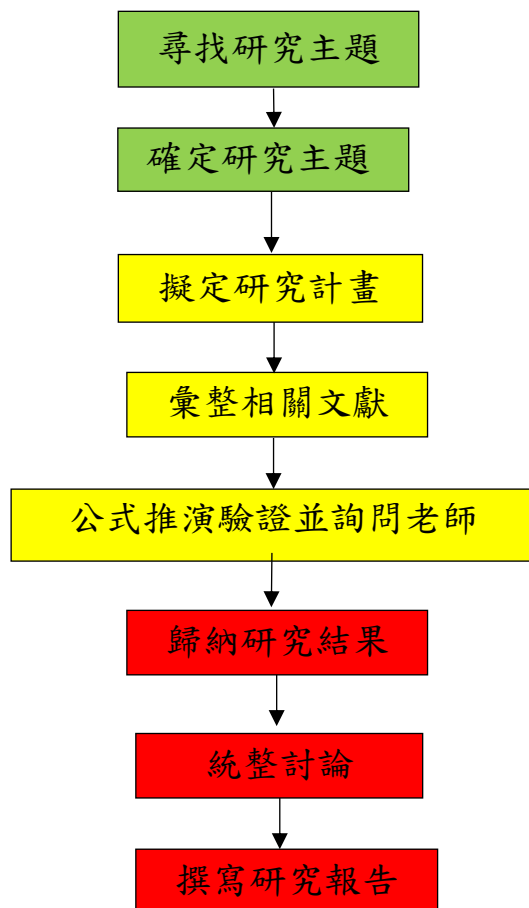 尋找研究主題
確定研究主題
擬定研究計畫
彙整相關文獻
公式推演驗證並詢問老師
歸納研究結果
統整討論
撰寫研究報告